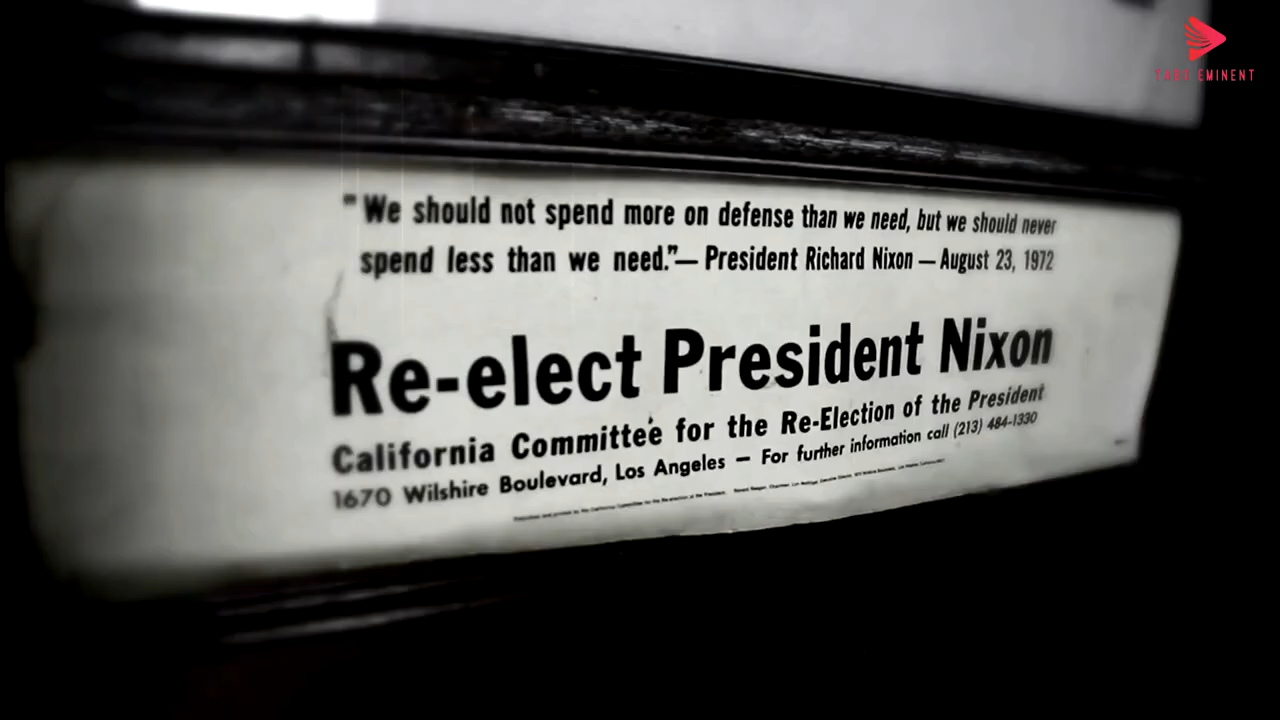 EMINENT
"We should not spend more on defense than we need, but we should never
spend less than we need."— President Richard Nixon — August 23, 1972
Re-elect President Nixon
California Committee for the Re-Election of the President
1670 Wilshire Boulevard, Los Angeles — For further information call (213) 484-1330